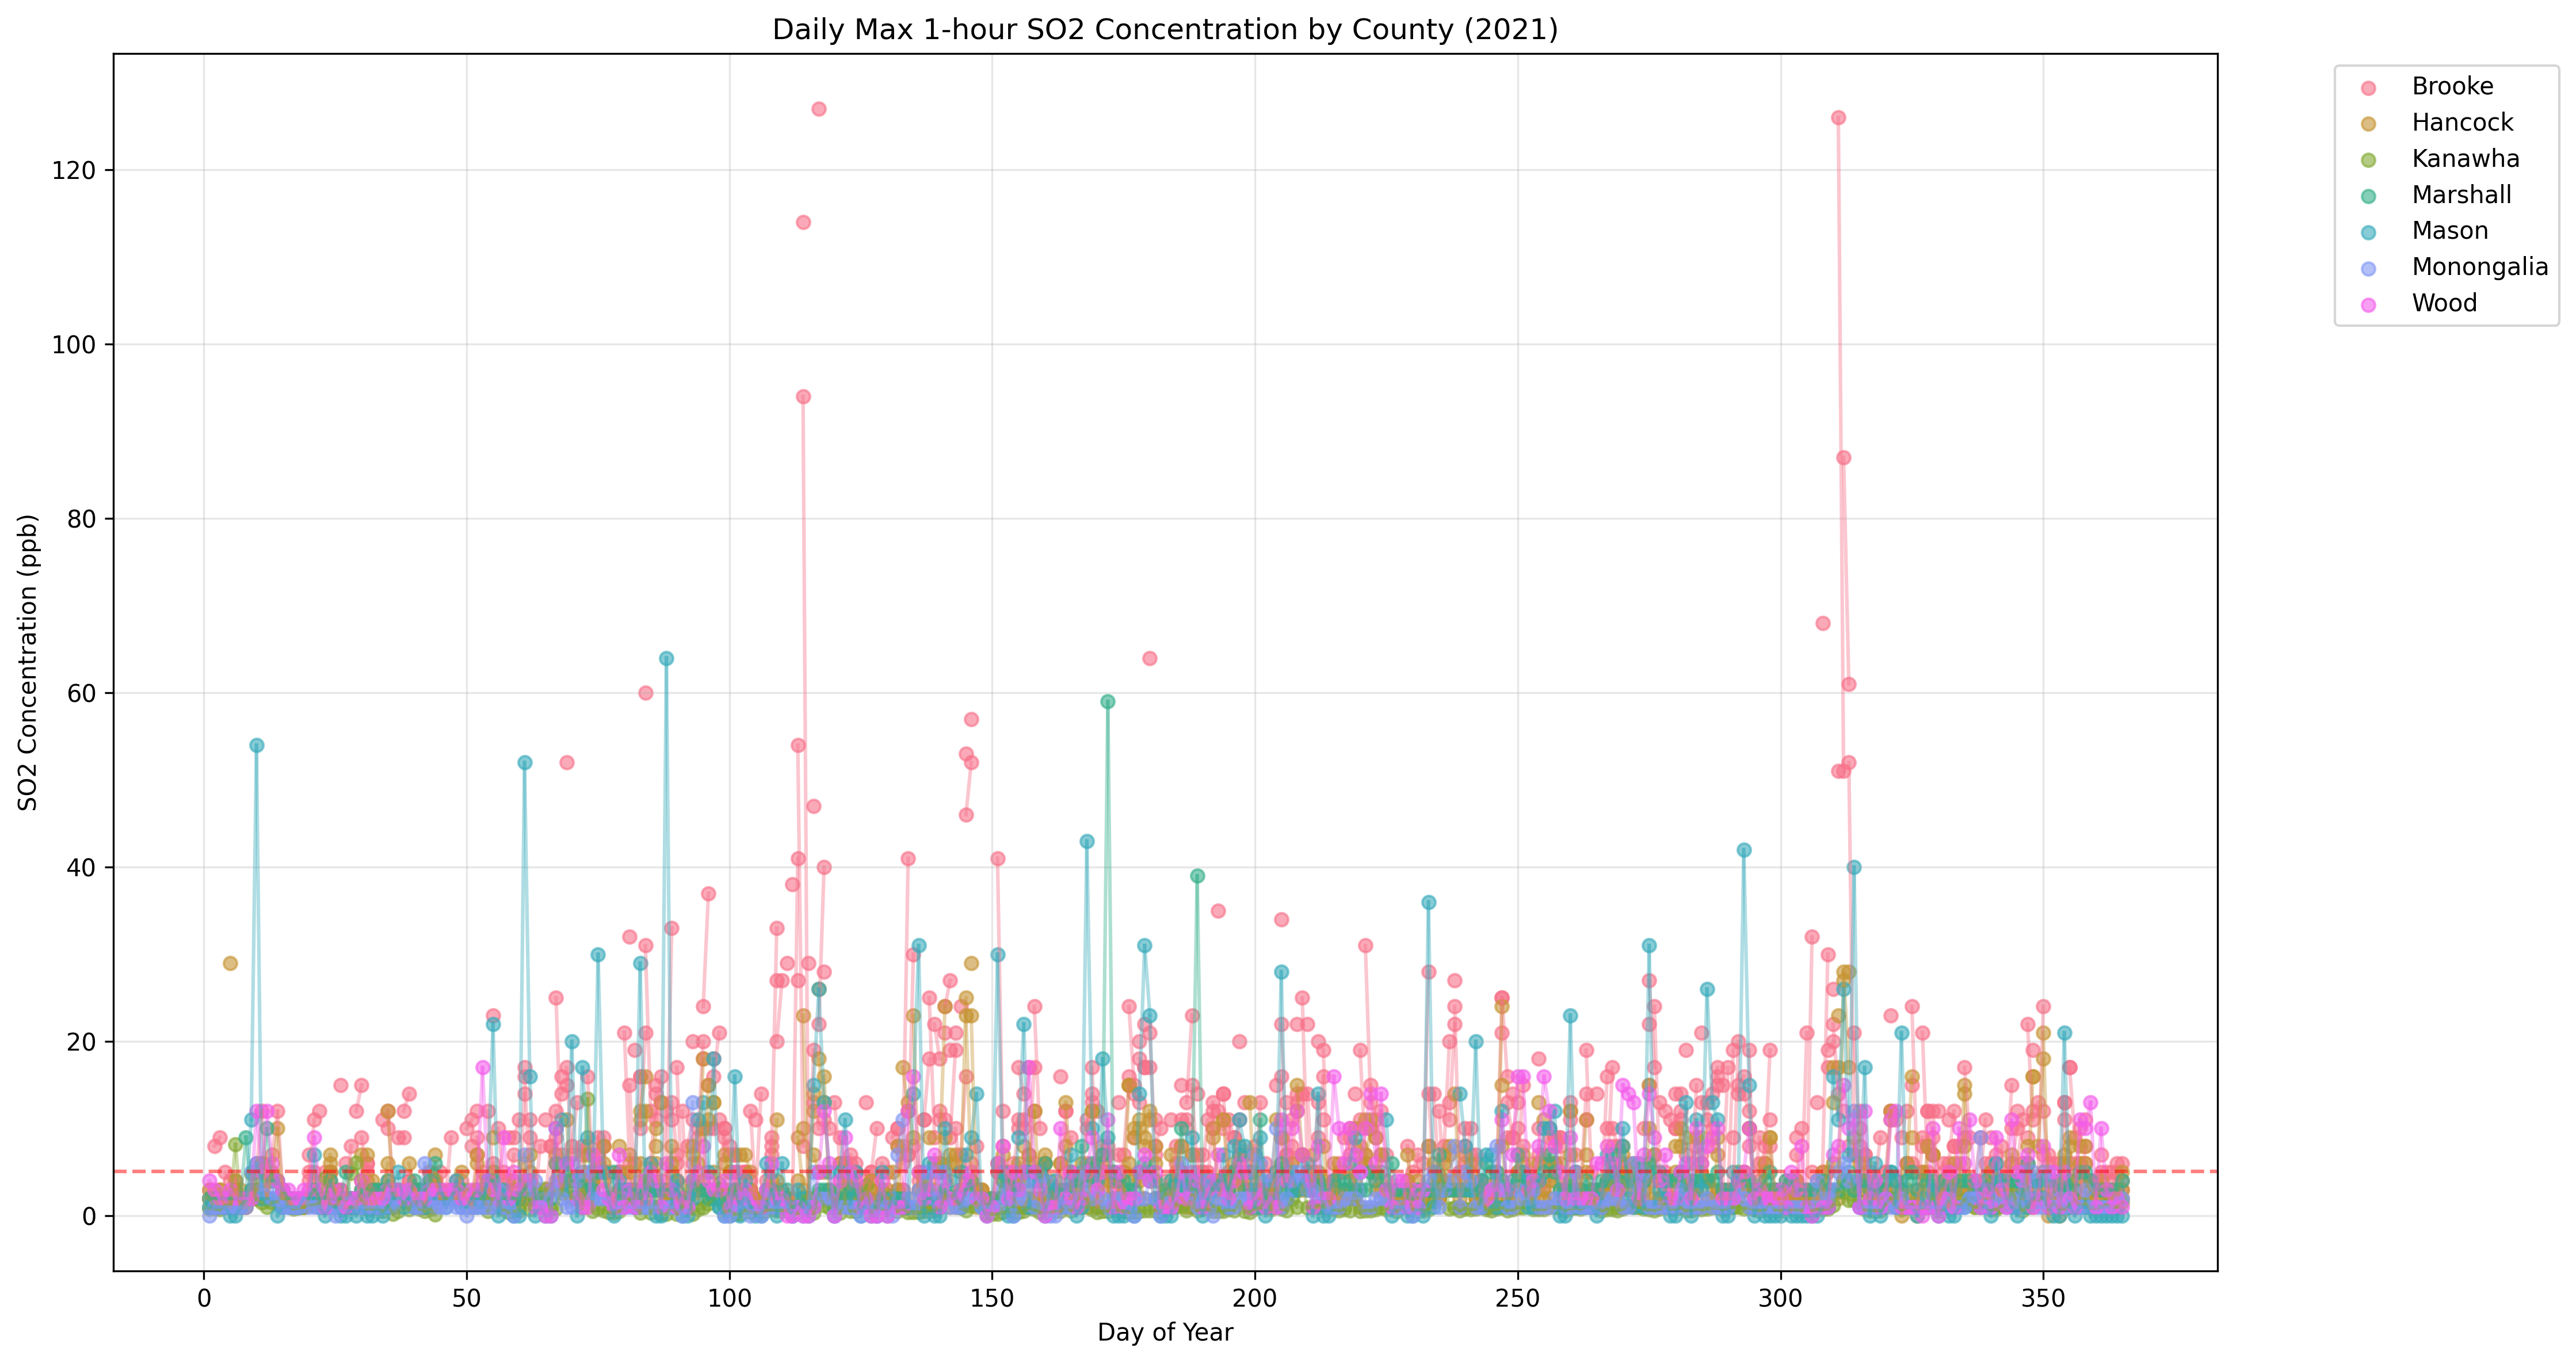 Daily Max 1-hour SO2 Concentration by County (2021)
Brooke
Hancock
Kanawha
Marshall
Mason
Monongalia
Wood
SO2 Concentration (ppb)
120
100
80
60
40
20
0
0 50 100 150 200 250 300 350
Day of Year